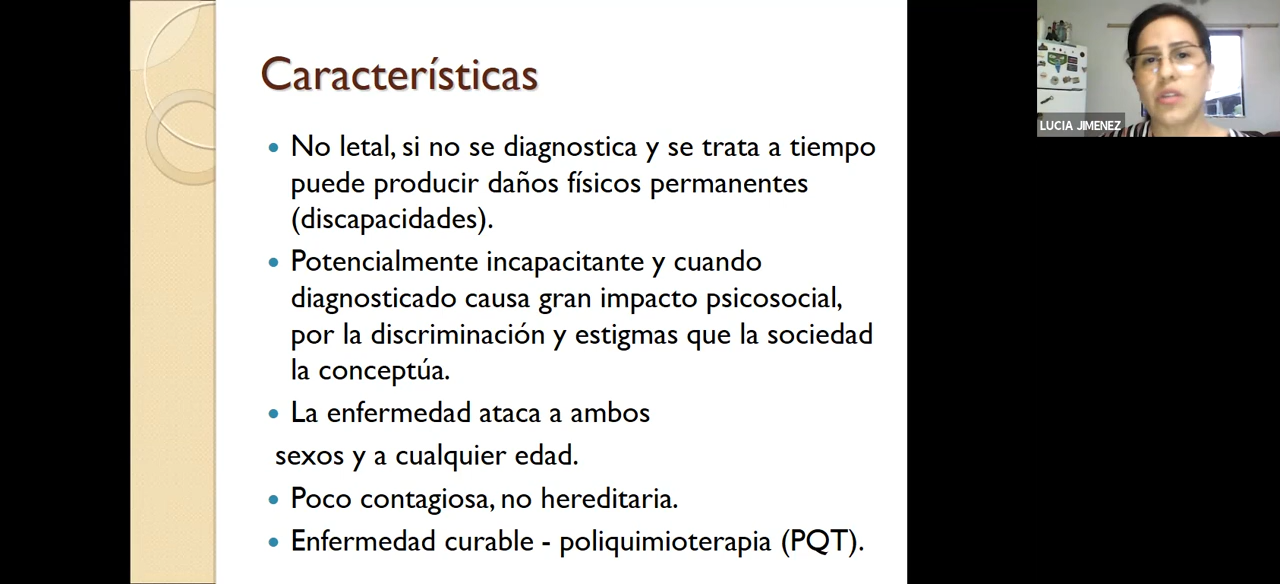 Características
No letal, si no se diagnostica y se trata a tiempo
puede producir daños físicos permanentes
(discapacidades).
Potencialmente incapacitante y cuando
diagnosticado causa gran impacto psicosocial,
por la discriminación y estigmas que la sociedad
la conceptúa.
La enfermedad ataca a ambos
sexos y a cualquier edad.
Poco contagiosa, no hereditaria.
Enfermedad curable - poliquimioterapia (PQT).
LUCIA JIMENEZ